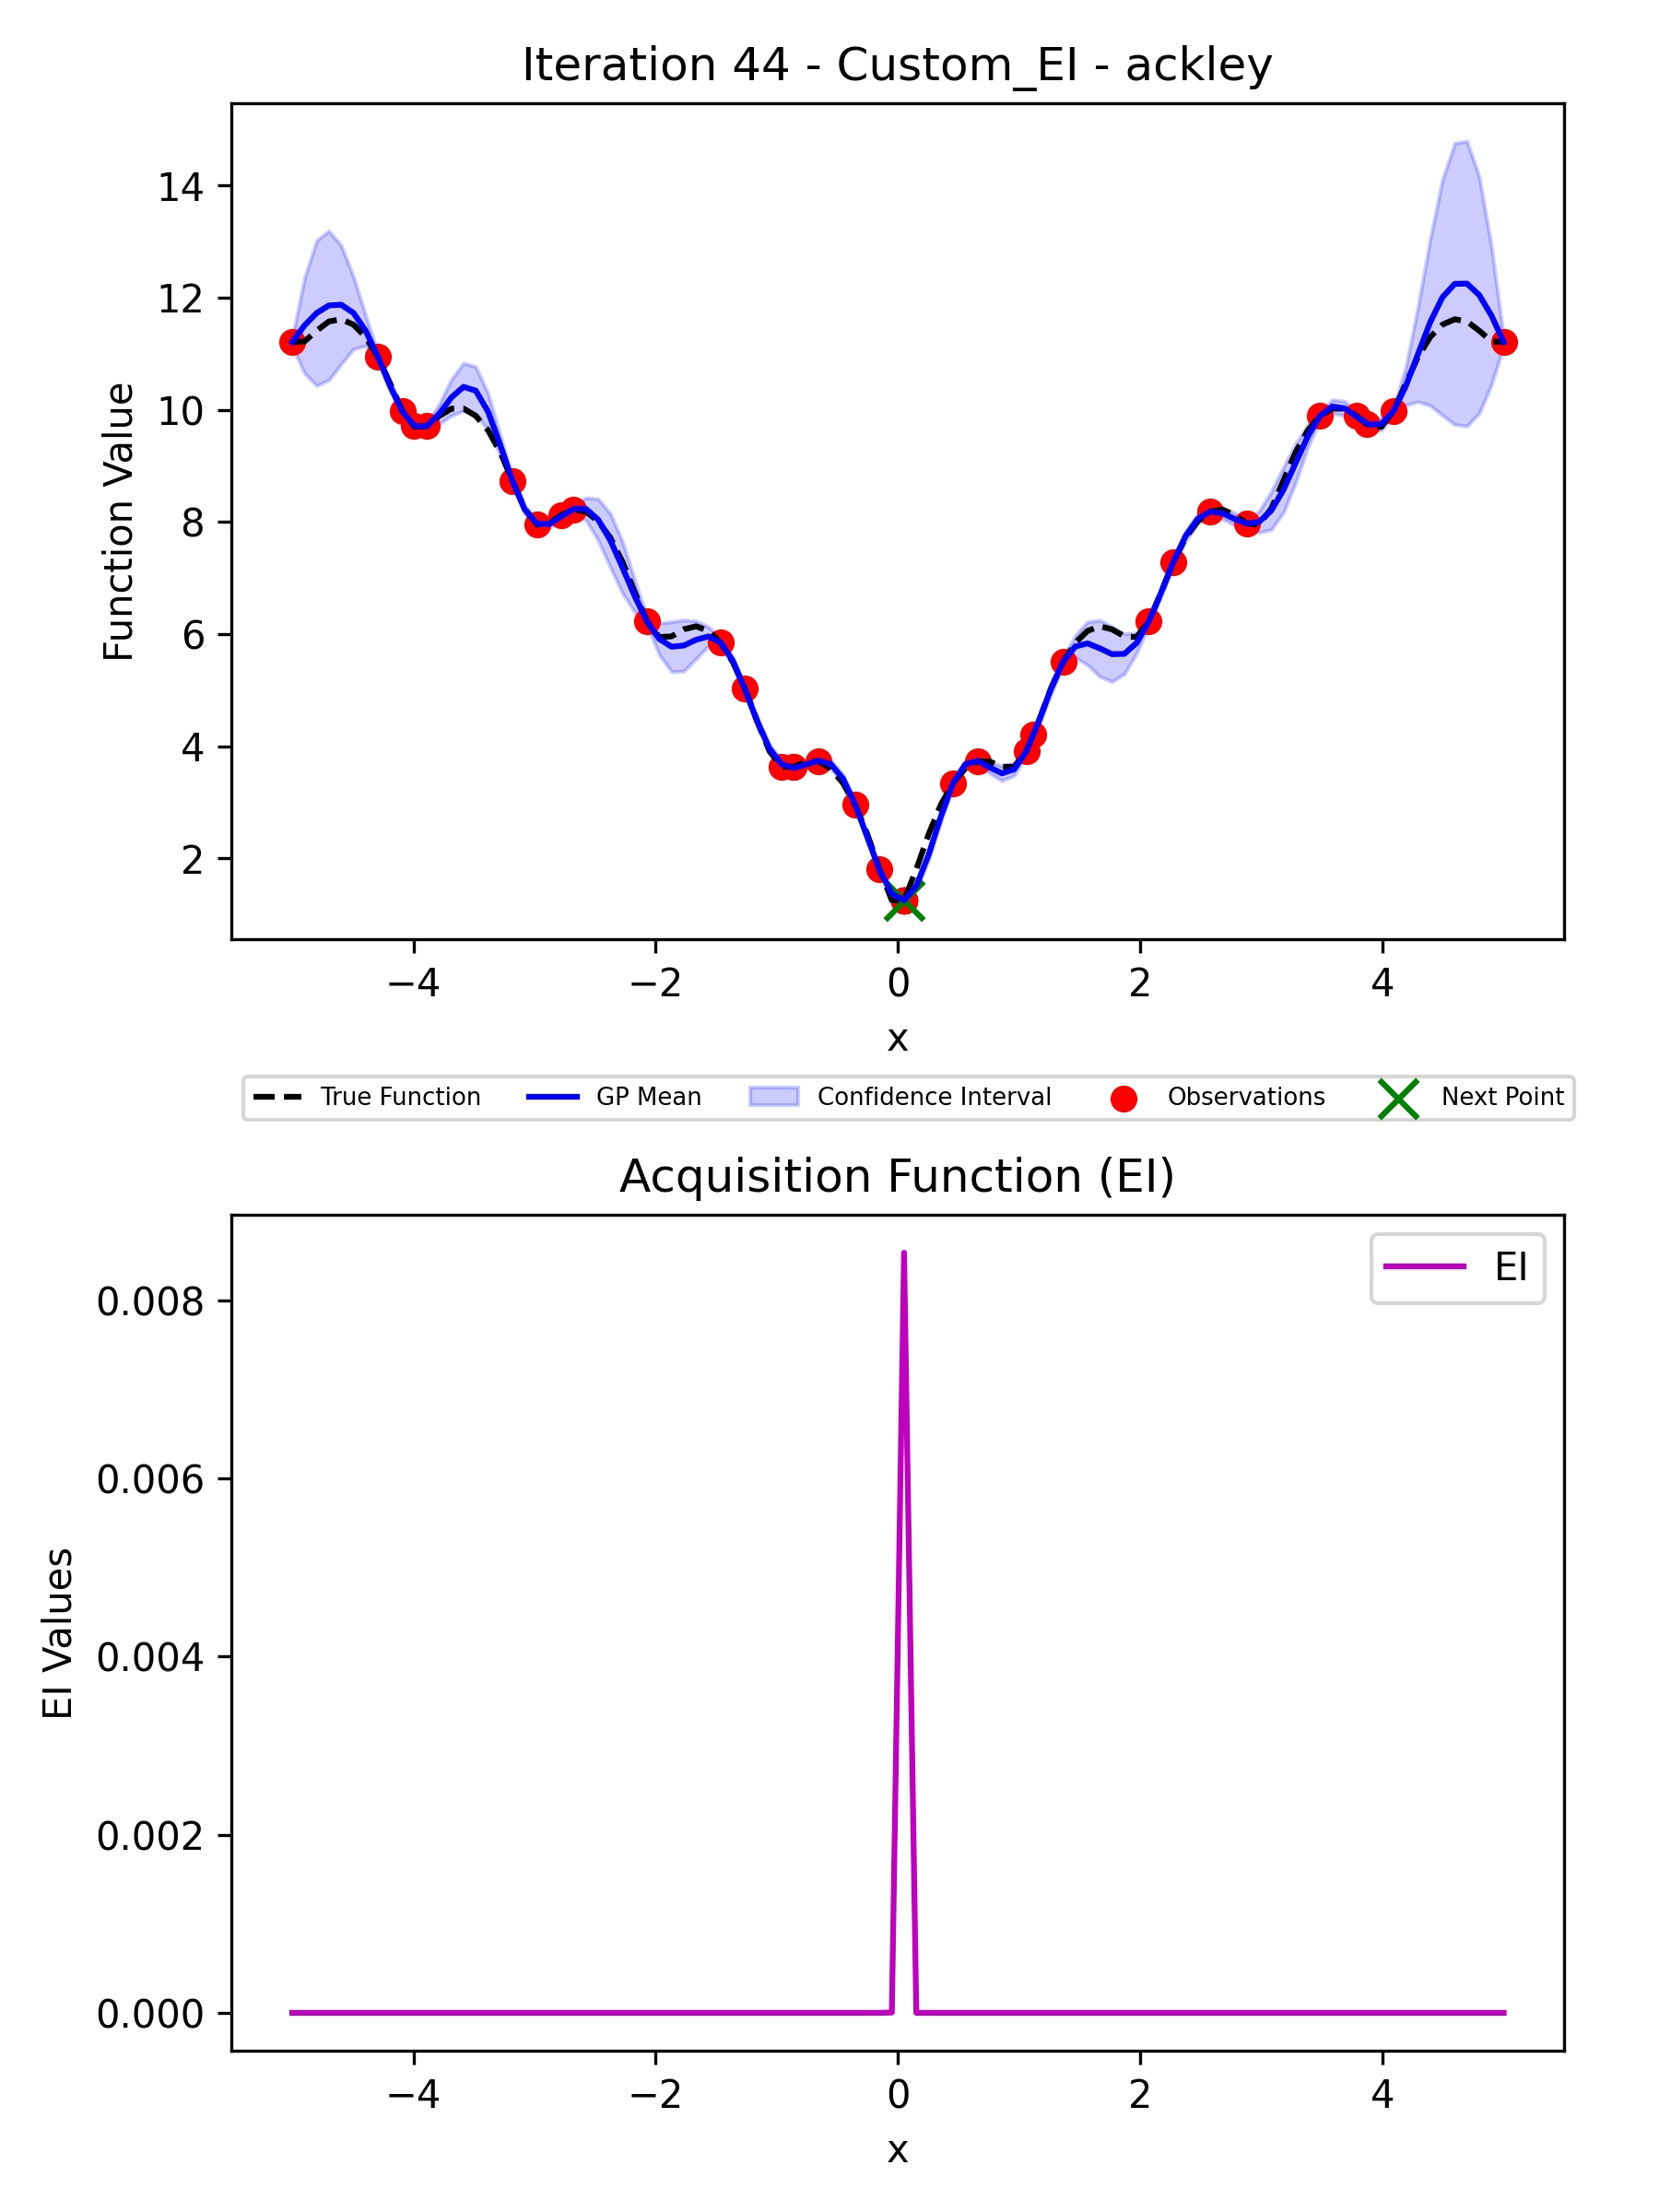 Iteration 44 - Custom_EI - ackley
Function Value
14
12
10
8
6
4
2
−4 −2 0 2 4
x
True Function GP Mean Confidence Interval Observations Next Point
Acquisition Function (EI)
EI
EI Values
0.008
0.006
0.004
0.002
0.000
−4 −2 0 2 4
x